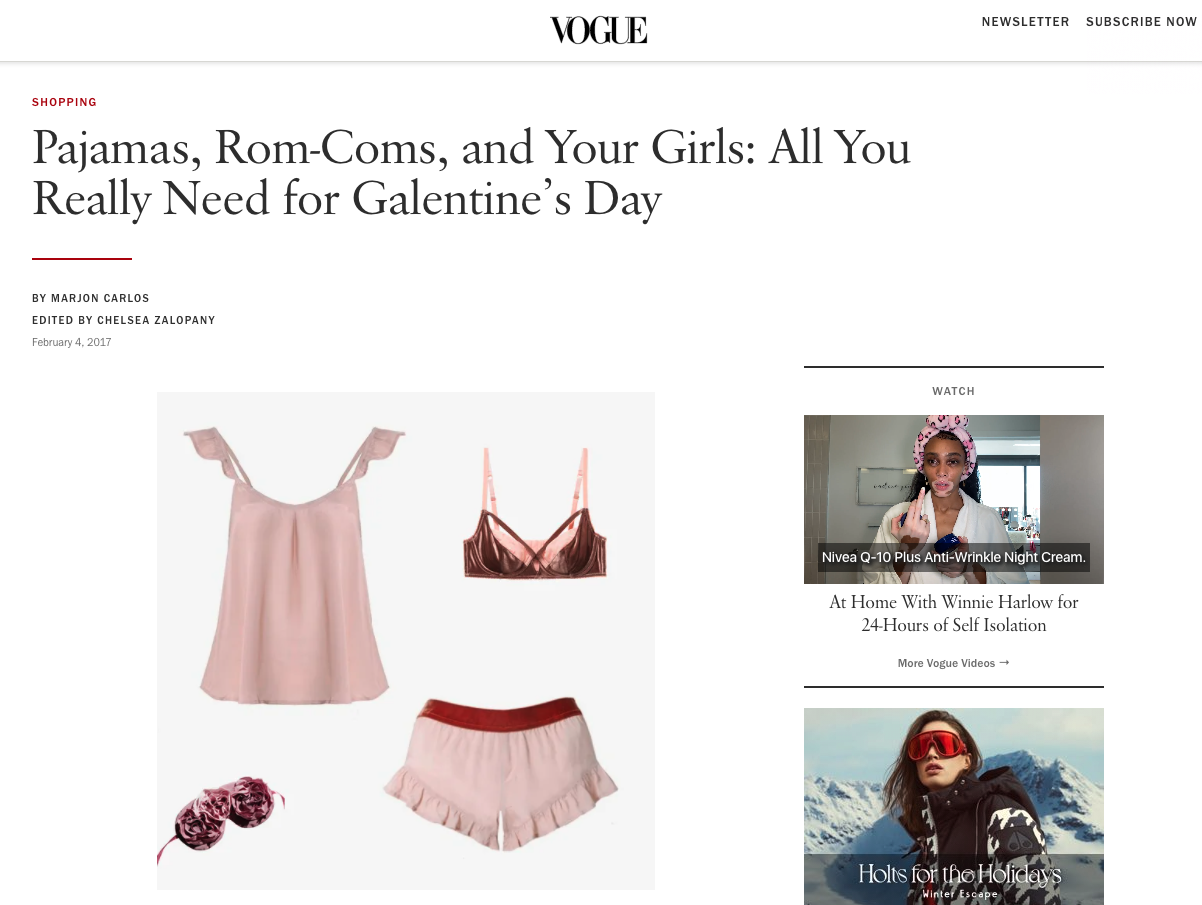 VOGUE
NEWSLETTER SUBSCRIBE NOW
SHOPPING
Pajamas, Rom-Coms, and Your Girls: All You
Really Need for Galentine’s Day
BY MARJON CARLOS
EDITED BY CHELSEA ZALOPANY
February 4, 2017
WATCH
Nivea Q-10 Plus Anti-Wrinkle Night Cream.
At Home With Winnie Harlow for
24-Hours of Self Isolation
More Vogue Videos →
Holts for the Holidays
Winter Escape